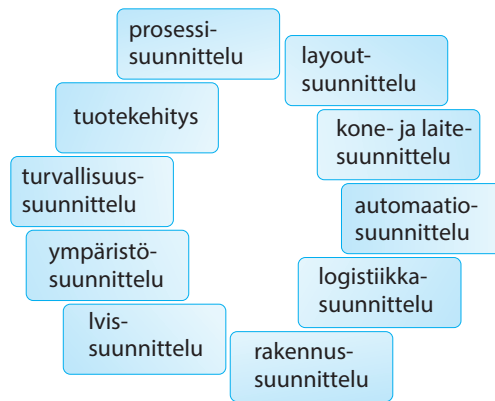 prosessi-
suunnittelu
layout-
suunnittelu
tuotekehitys
kone- ja laite-
suunnittelu
turvallisuus-
suunnittelu
automaatio-
suunnittelu
ympäristö-
suunnittelu
logistiikka-
suunnittelu
lvis-
suunnittelu
rakennus-
suunnittelu